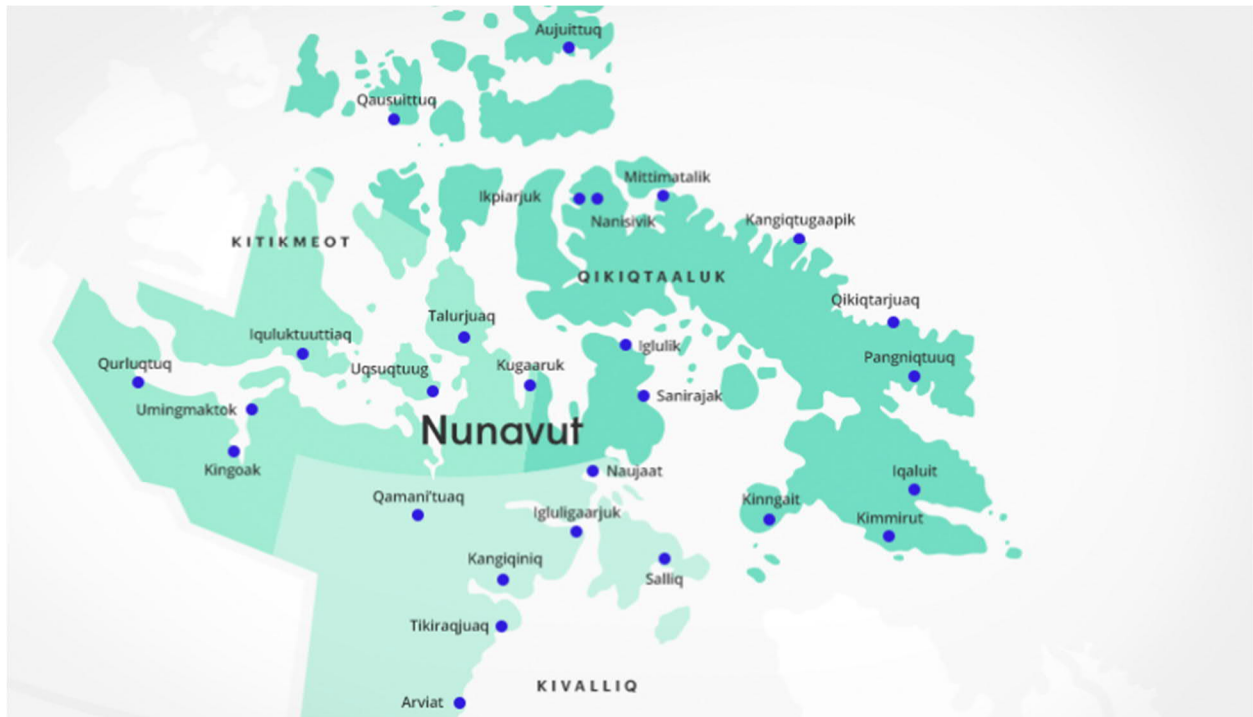 Aujuittuq
Qausuittuq
Mittimatalik
Ikpiarjuk
Nanisivik
Kangiqtugaapik
KITIKMEOT
QIKIQTAALUK
Qikiqtarjuaq
Talurjuaq
Iquluktuuttiaq
Iglulik
Pangniqtuuq
Qurluqtuq
Uqsuqtuug
Kugaaruk
Sanirajak
Umingmaktok
Nunavut
Kingoak
Naujaat
Iqaluit
Qamani'tuaq
Kinngait
Igluligaarjuk
Kimmirut
Kangiqiniq
Salliq
Tikiraqjuaq
KIVALLIQ
Arviat